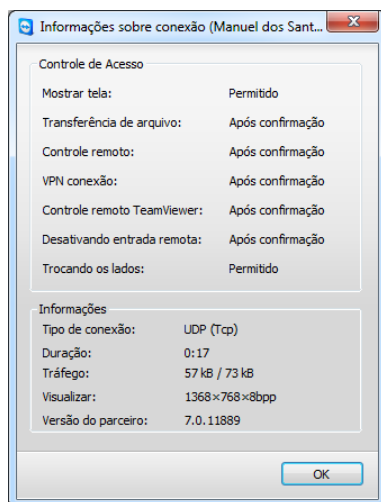 Informações sobre conexão (Manuel dos Sant...
Controle de Acesso
Mostrar tela: Permitido
Transferência de arquivo: Após confirmação
Controle remoto: Após confirmação
VPN conexão: Após confirmação
Controle remoto TeamViewer: Após confirmação
Desativando entrada remota: Após confirmação
Trocando os lados: Permitido
Informações
Tipo de conexão: UDP (Tcp)
Duração: 0:17
Tráfego: 57 kB / 73 kB
Visualizar: 1368×768×8bpp
Versão do parceiro: 7.0.11889
OK